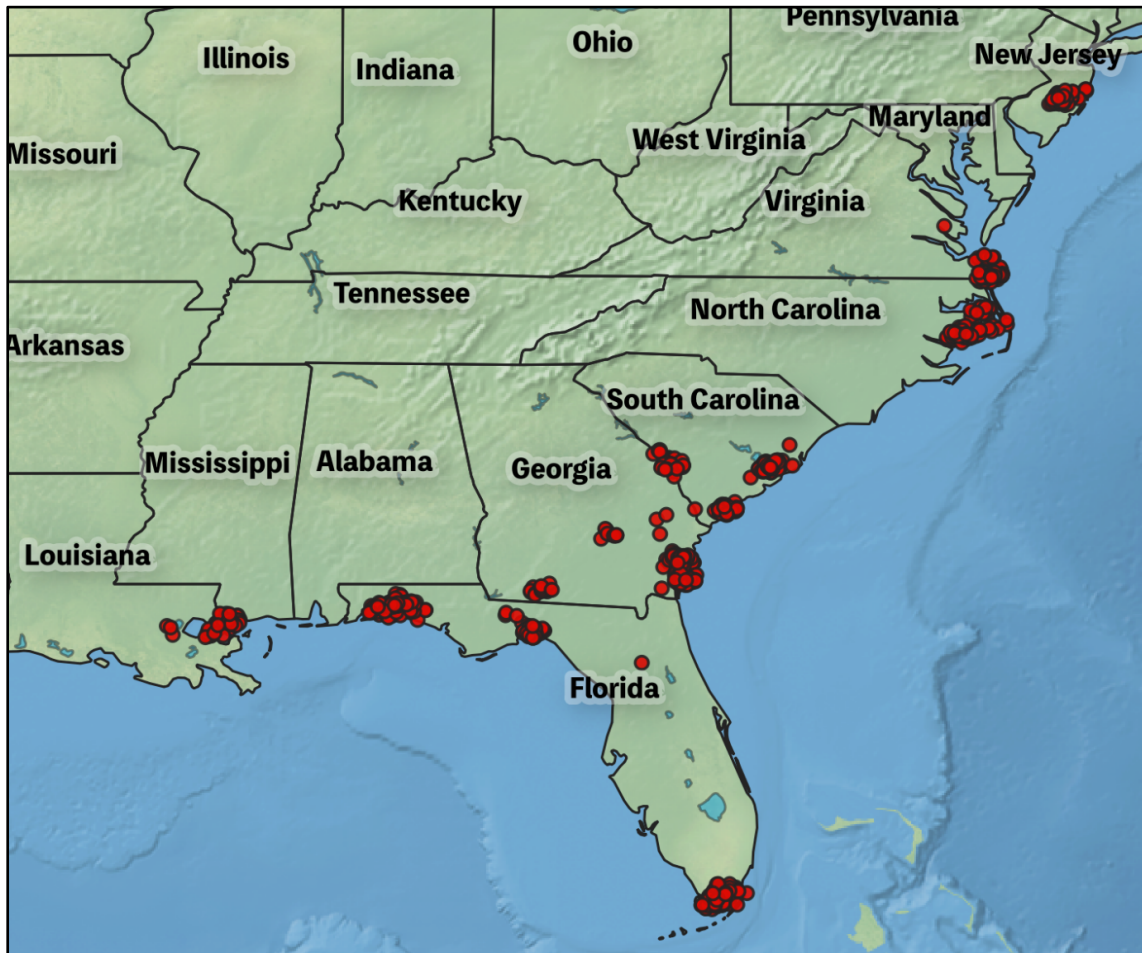 Pennsylvania
Ohio
New Jersey
Illinois
Indiana
Maryland
West Virginia
Missouri
Kentucky
Virginia
Tennessee
North Carolina
Arkansas
South Carolina
Mississippi
Alabama
Georgia
Louisiana
Florida